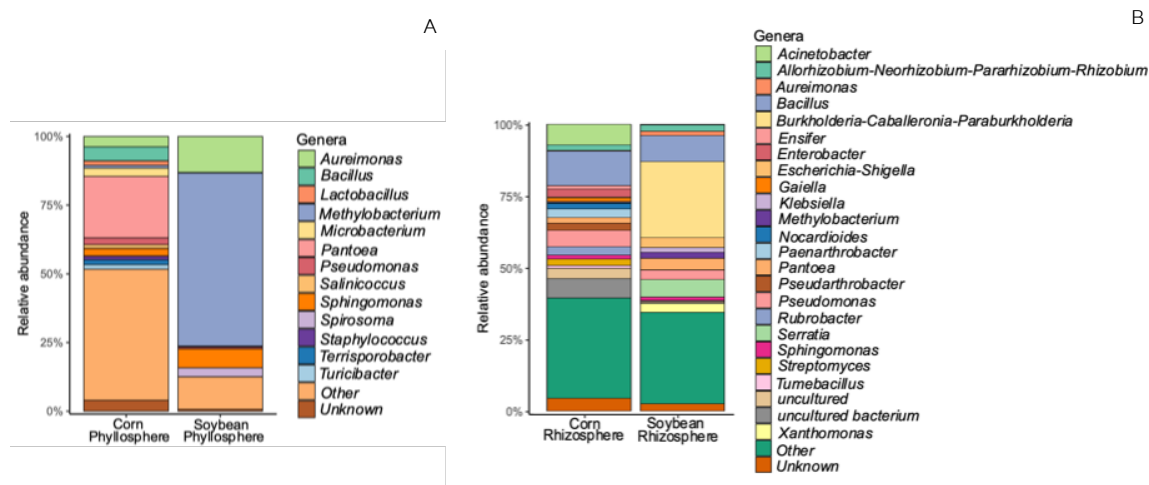 A
100%
75%
50%
25%
0%
Relative abundance
Corn
Phyllosphere
Soybean
Phyllosphere
Genera
Aureimonas
Bacillus
Lactobacillus
Methylobacterium
Microbacterium
Pantoea
Pseudomonas
Salinicoccus
Sphingomonas
Spirosoma
Staphylococcus
Terrisporobacter
Turicibacter
Other
Unknown
B
100%
75%
50%
25%
0%
Relative abundance
Corn
Rhizosphere
Soybean
Rhizosphere
Genera
Acinetobacter
Allorhizobium-Neorhizobium-Pararhizobium-Rhizobium
Aureimonas
Bacillus
Burkholderia-Caballeronia-Paraburkholderia
Ensifer
Enterobacter
Escherichia-Shigella
Gaiella
Klebsiella
Methylobacterium
Nocardioides
Paenarthrobacter
Pantoea
Pseudarthrobacter
Pseudomonas
Rubrobacter
Serratia
Sphingomonas
Streptomyces
Tumebacillus
uncultured
uncultured bacterium
Xanthomonas
Other
Unknown